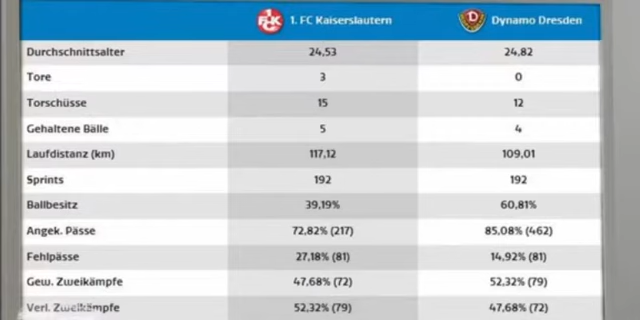 1. FC Kaiserslautern Dynamo Dresden
Durchschnittsalter 24,53 24,82
Tore 3 0
Torschüsse 15 12
Gehaltene Bälle 5 4
Laufdistanz (km) 117,12 109,01
Sprints 192 192
Ballbesitz 39,19% 60,81%
Angek. Pässe 72,82% (217) 85,08% (462)
Fehlpässe 27,18% (81) 14,92% (81)
Gew. Zweikämpfe 47,68% (72) 52,32% (79)
Verl. Zweikämpfe 52,32% (79) 47,68% (72)